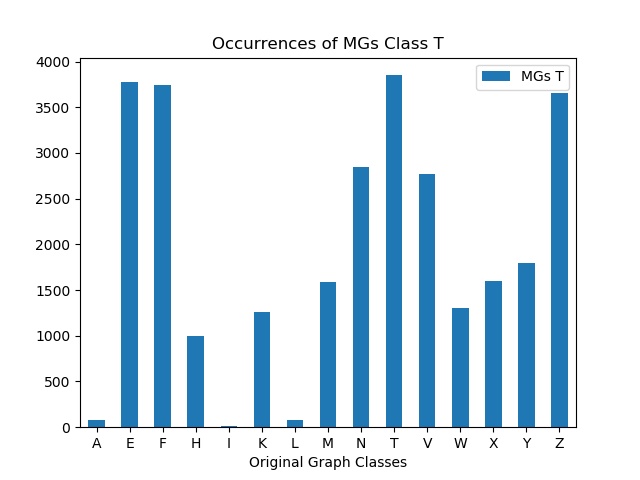 Occurrences of MGs Class T
MGs T
4000
3500
3000
2500
2000
1500
1000
500
0
A E F H I K L M N T V W X Y Z
Original Graph Classes